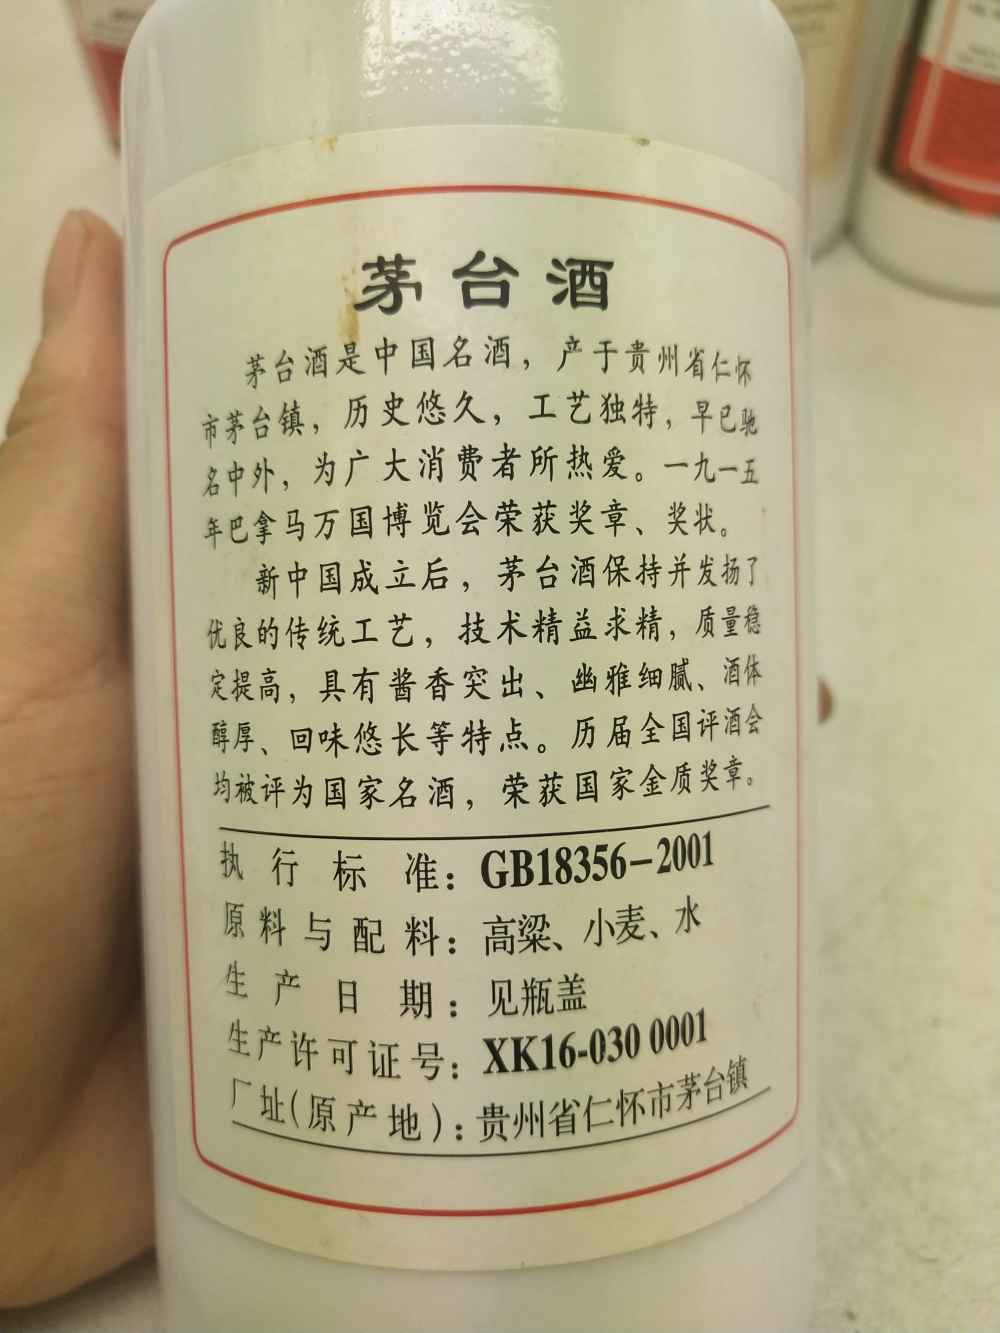 茅台酒
茅台酒是中国名酒，产于贵州省仁怀
市茅台镇，历史悠久，工艺独特，早已驰
名中外，为广大消费者所热爱。一九一五
年巴拿马万国博览会荣获奖章、奖状。
新中国成立后，茅台酒保持并发扬了
优良的传统工艺，技术精益求精，质量稳
定提高，具有酱香突出、幽雅细腻、酒体
醇厚、回味悠长等特点。历届全国评酒会
均被评为国家名酒，荣获国家金质奖章。
执行标准：GB18356-2001
原料与配料：高粱、小麦、水
生产日期：见瓶盖
生产许可证号：XK16-030 0001
厂址(原产地)：贵州省仁怀市茅台镇